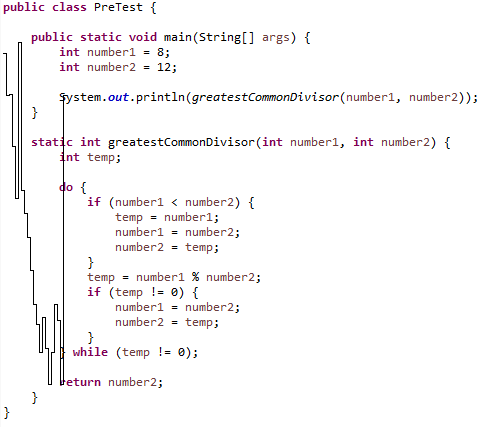 public class PreTest {
public static void main(String[] args) {
int number1 = 8;
int number2 = 12;
System.out.println(greatestCommonDivisor(number1, number2));
}
static int greatestCommonDivisor(int number1, int number2) {
int temp;
do {
if (number1 < number2) {
temp = number1;
number1 = number2;
number2 = temp;
}
temp = number1 % number2;
if (temp != 0) {
number1 = number2;
number2 = temp;
}
} while (temp != 0);
return number2;
}
}